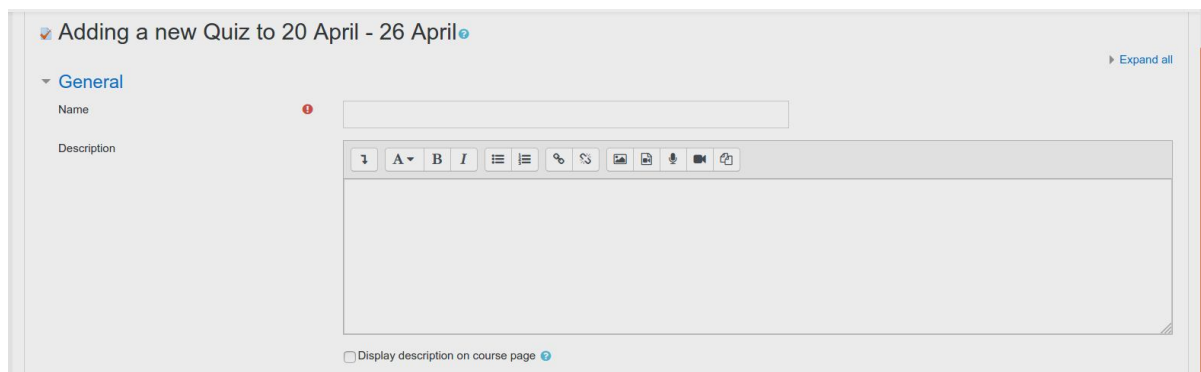 Adding a new Quiz to 20 April - 26 April
Expand all
General
Name
Description
A B I
Display description on course page